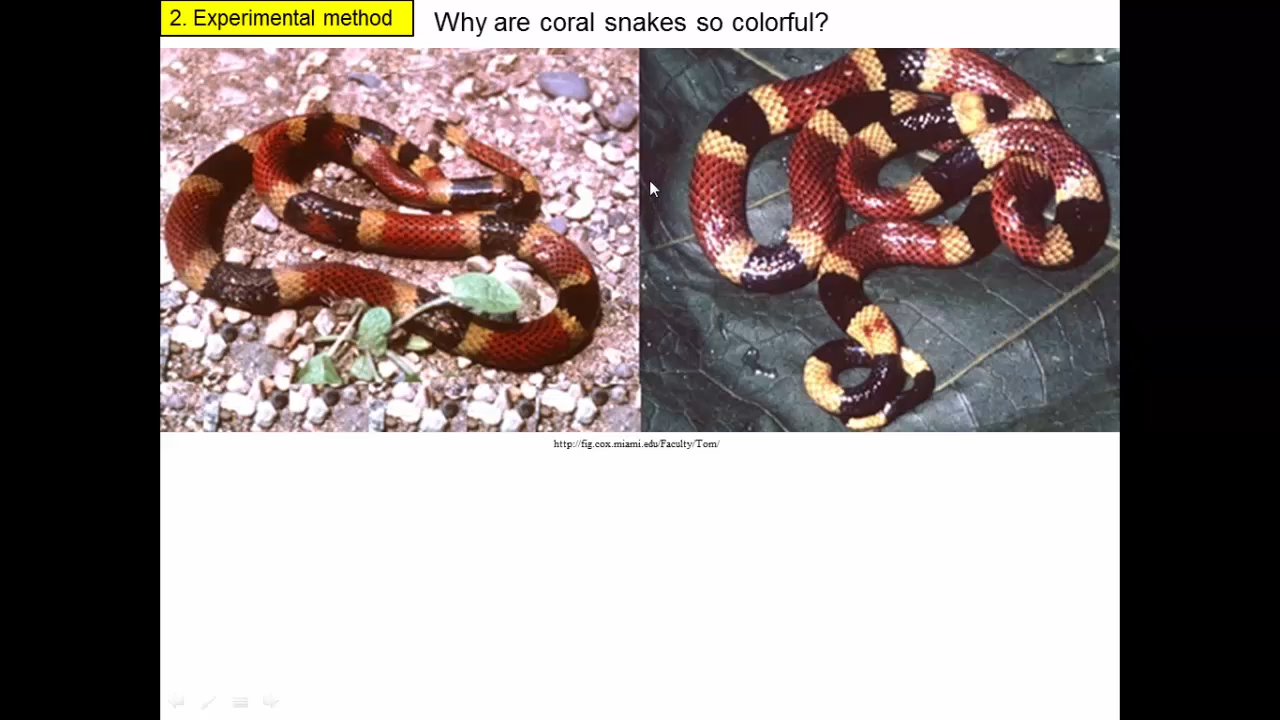 2. Experimental method
Why are coral snakes so colorful?
http://fig.cox.miami.edu/Faculty/Tom/